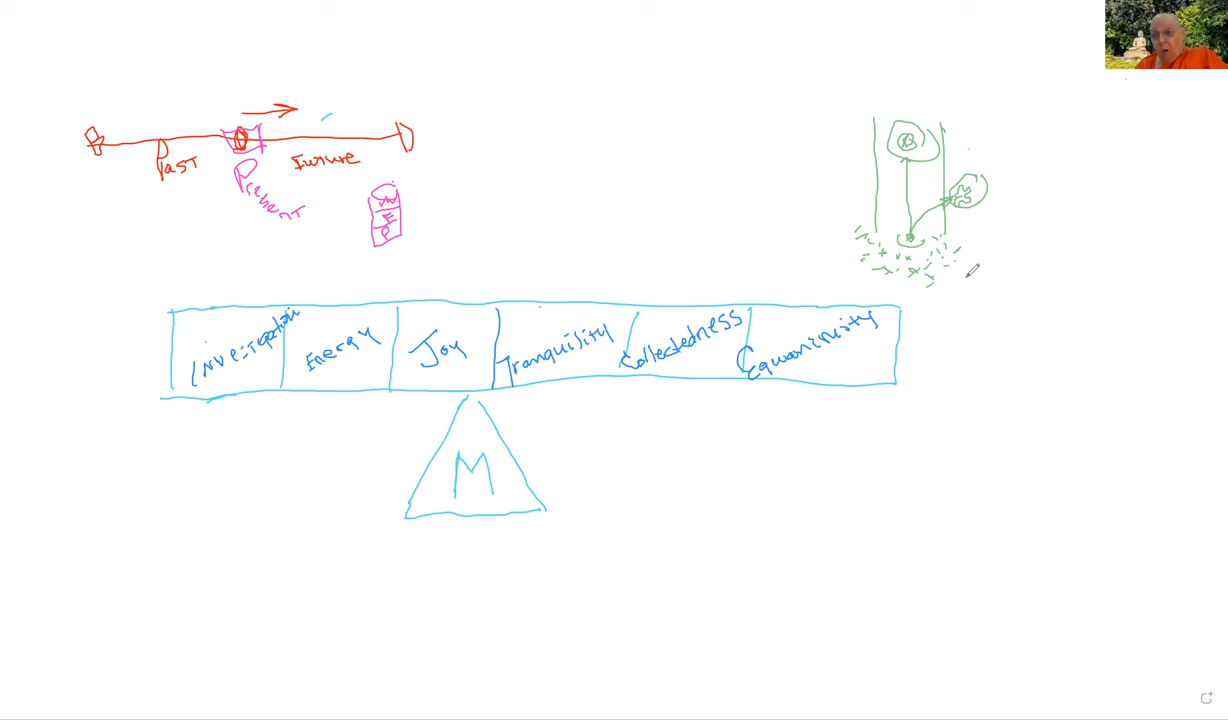 Past
Future
Present
Investigation
Energy
Joy
Tranquility
Collectedness
Equanimity
M